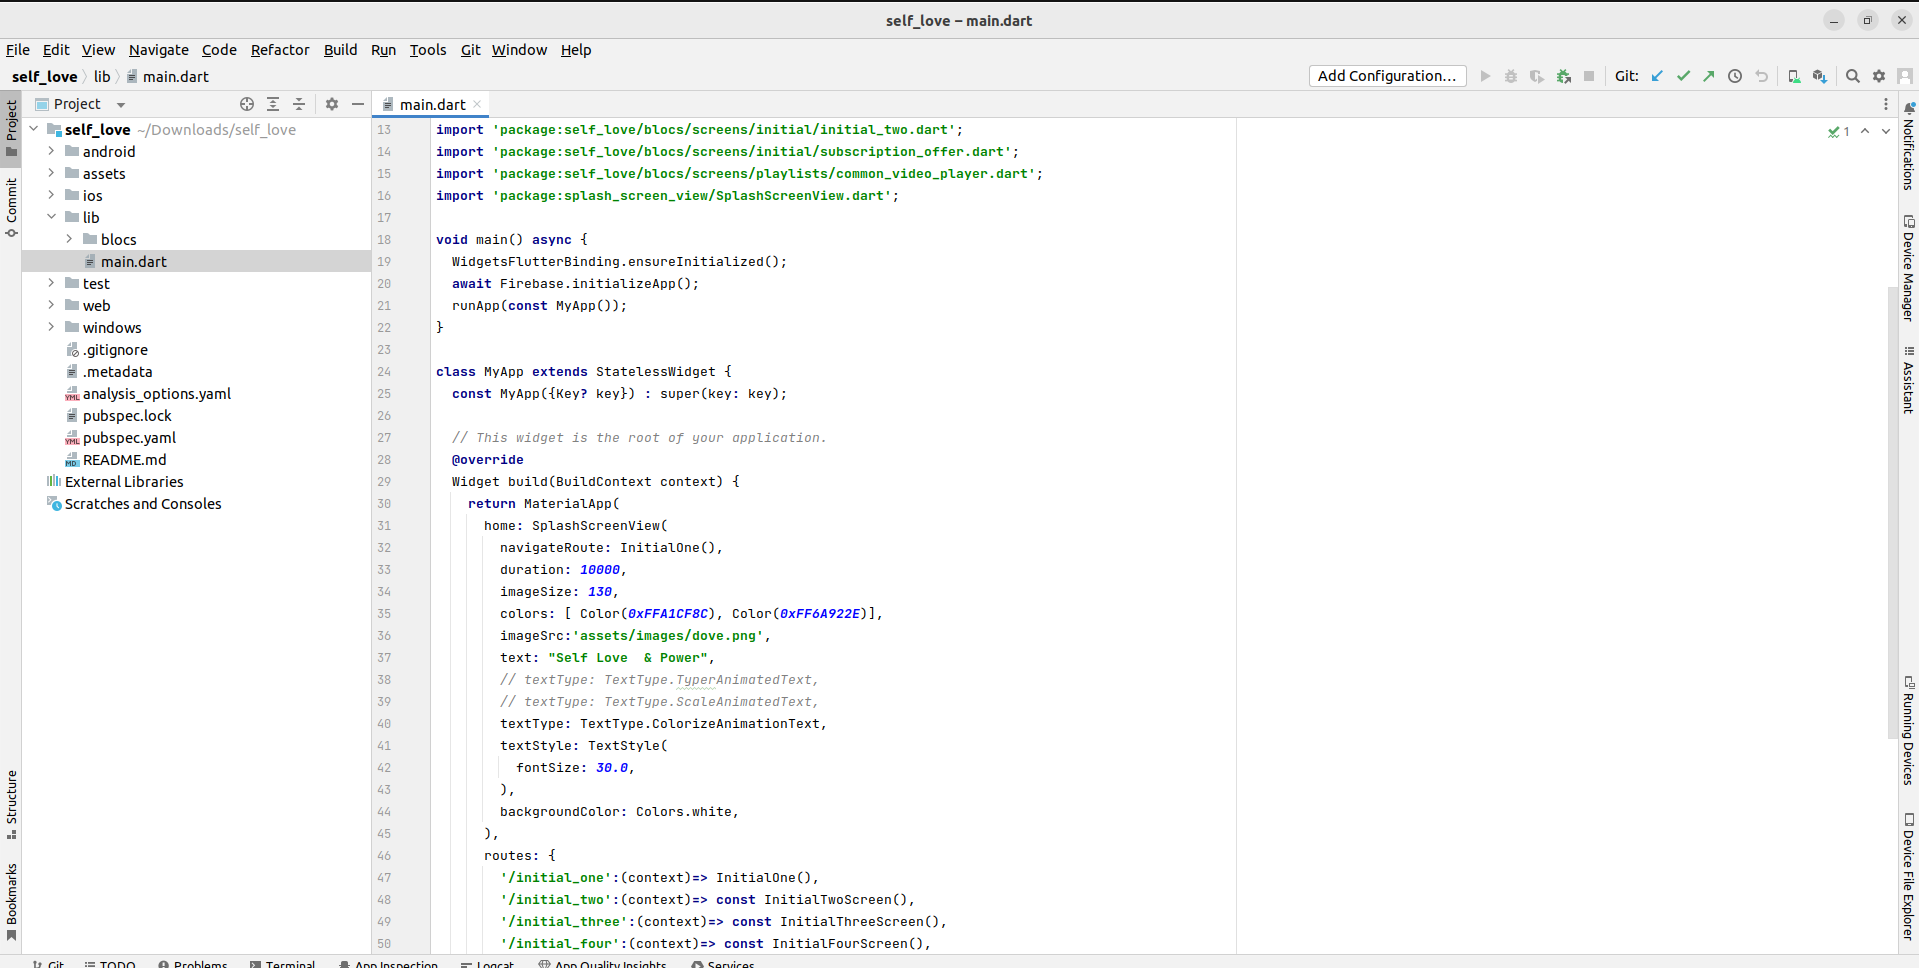 self_love – main.dart
File Edit View Navigate Code Refactor Build Run Tools Git Window Help
self_love lib main.dart
Add Configuration...
Git:
Project
main.dart
self_love ~/Downloads/self_love
android
assets
ios
lib
blocs
main.dart
test
web
windows
.gitignore
.metadata
analysis_options.yaml
pubspec.lock
pubspec.yaml
README.md
External Libraries
Scratches and Consoles
Project
Commit
Structure
Bookmarks
13 import 'package:self_love/blocs/screens/initial/initial_two.dart';
14 import 'package:self_love/blocs/screens/initial/subscription_offer.dart';
15 import 'package:self_love/blocs/screens/playlists/common_video_player.dart';
16 import 'package:splash_screen_view/SplashScreenView.dart';
17
18 void main() async {
19 WidgetsFlutterBinding.ensureInitialized();
20 await Firebase.initializeApp();
21 runApp(const MyApp());
22 }
23
24 class MyApp extends StatelessWidget {
25 const MyApp({Key? key}) : super(key: key);
26
27 // This widget is the root of your application.
28 @override
29 Widget build(BuildContext context) {
30 return MaterialApp(
31 home: SplashScreenView(
32 navigateRoute: InitialOne(),
33 duration: 10000,
34 imageSize: 130,
35 colors: [ Color(0xFFA1CF8C), Color(0xFF6A922E)],
36 imageSrc:'assets/images/dove.png',
37 text: "Self Love  & Power",
38 // textType: TextType.TyperAnimatedText,
39 // textType: TextType.ScaleAnimatedText,
40 textType: TextType.ColorizeAnimationText,
41 textStyle: TextStyle(
42 fontSize: 30.0,
43 ),
44 backgroundColor: Colors.white,
45 ),
46 routes: {
47 '/initial_one':(context)=> InitialOne(),
48 '/initial_two':(context)=> const InitialTwoScreen(),
49 '/initial_three':(context)=> const InitialThreeScreen(),
50 '/initial_four':(context)=> const InitialFourScreen(),
1
Notifications
Device Manager
Assistant
Running Devices
Device File Explorer
Git TODO Problems Terminal App Inspection Logcat App Quality Insights Services